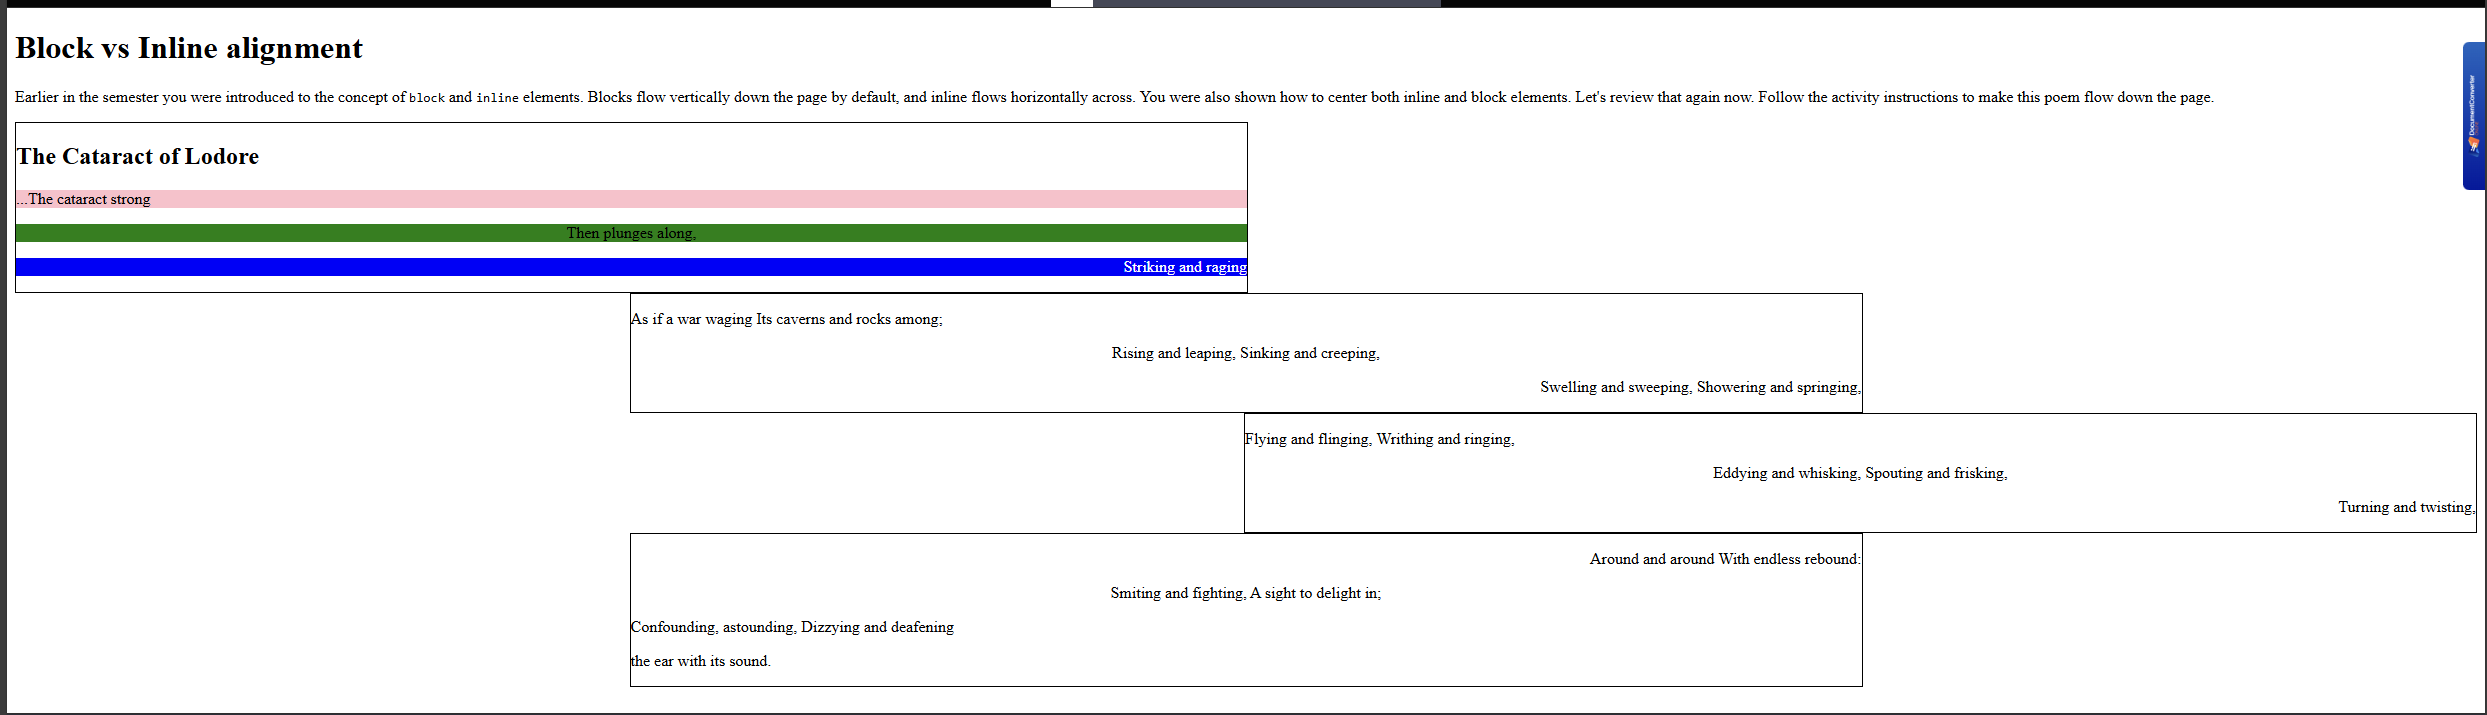 Block vs Inline alignment
Earlier in the semester you were introduced to the concept of block and inline elements. Blocks flow vertically down the page by default, and inline flows horizontally across. You were also shown how to center both inline and block elements. Let's review that again now. Follow the activity instructions to make this poem flow down the page.
DocumentConverter
The Cataract of Lodore
...The cataract strong
Then plunges along,
Striking and raging
As if a war waging Its caverns and rocks among;
Rising and leaping, Sinking and creeping,
Swelling and sweeping, Showering and springing,
Flying and flinging, Writhing and ringing,
Eddying and whisking, Spouting and frisking,
Turning and twisting,
Around and around With endless rebound:
Smiting and fighting, A sight to delight in;
Confounding, astounding, Dizzying and deafening
the ear with its sound.